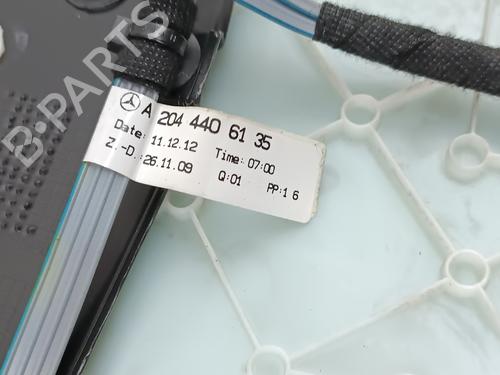 B-PARTS
A 204 440 61 35
Date: 11.12.12 Time: 07:00
Z.-D.: 26.11.09 Q:01 PP:1 6